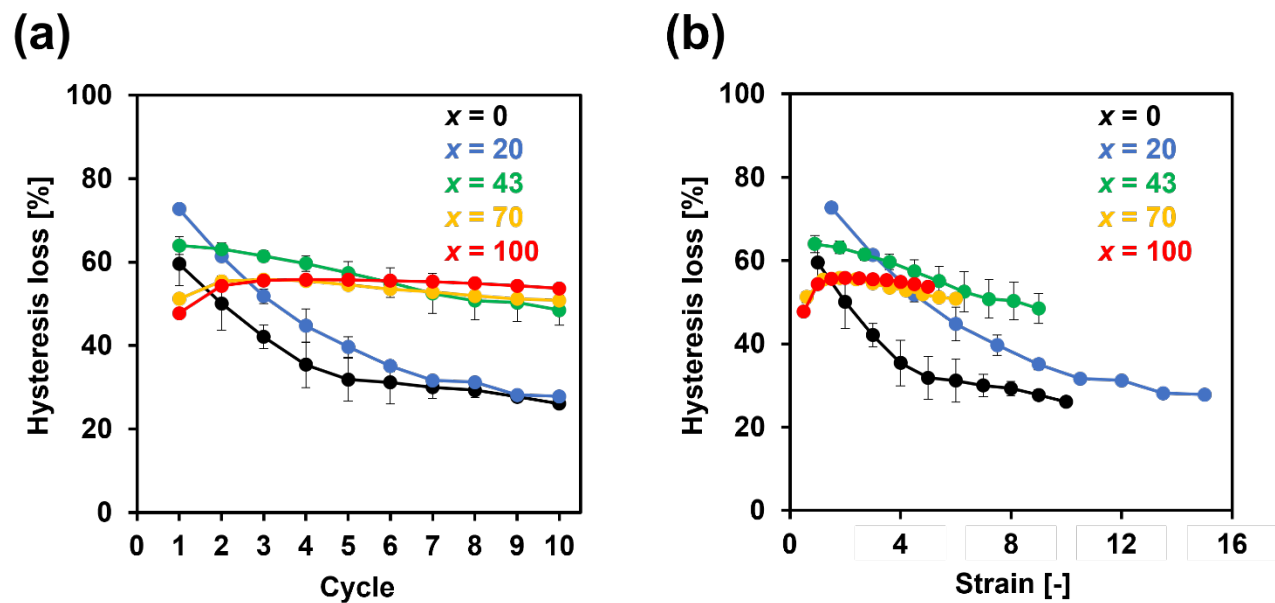 (a)
Hysteresis loss [%]
100
80
60
40
20
0
x = 0
x = 20
x = 43
x = 70
x = 100
0 1 2 3 4 5 6 7 8 9 10
Cycle
(b)
Hysteresis loss [%]
100
80
60
40
20
0
x = 0
x = 20
x = 43
x = 70
x = 100
0 4 8 12 16
Strain [-]